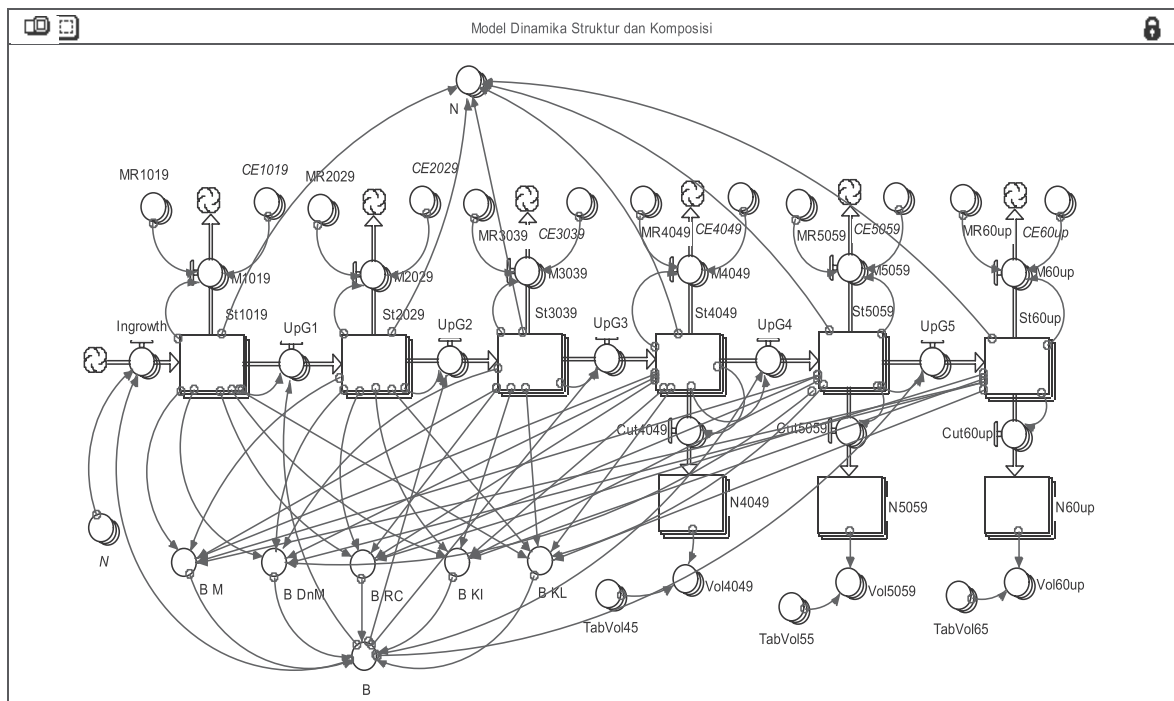 Model Dinamika Struktur dan Komposisi
N
MR1019
CE1019
MR2029
CE2029
MR3039
CE3039
MR4049
CE4049
MR5059
CE5059
MR60up
CE60up
M1019
M2029
M3039
M4049
M5059
M60up
St1019
St2029
St3039
St4049
St5059
St60up
Ingrowth
UpG1
UpG2
UpG3
UpG4
UpG5
Cut4049
Cut5059
Cut60up
N4049
N5059
N60up
N
B M
B DnM
B RC
B KI
B KL
Vol4049
Vol5059
Vol60up
TabVol45
TabVol55
TabVol65
B